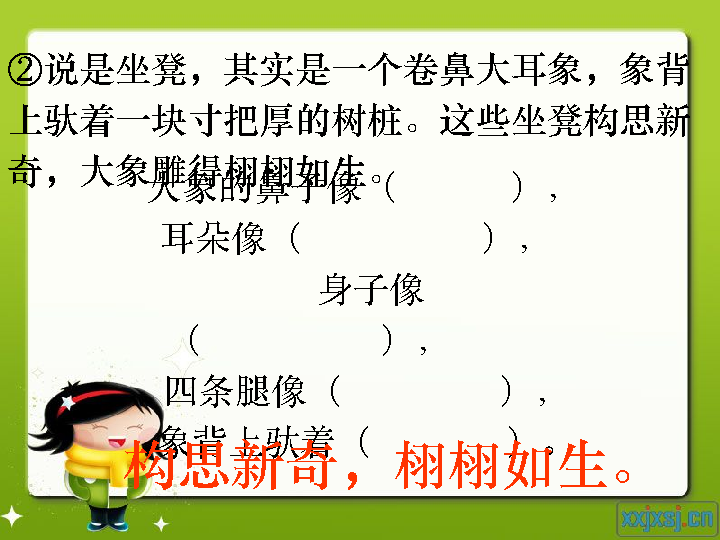 ②说是坐凳，其实是一个卷鼻大耳象，象背
上驮着一块寸把厚的树桩。这些坐凳构思新
奇，大象雕得栩栩如生。
大象的鼻子像（　　　），
耳朵像（　　　　　），
身子像
（　　　　　），
四条腿像（　　　　），
象背上驮着（　　　　）。
构思新奇，栩栩如生。
xxjxsj.cn